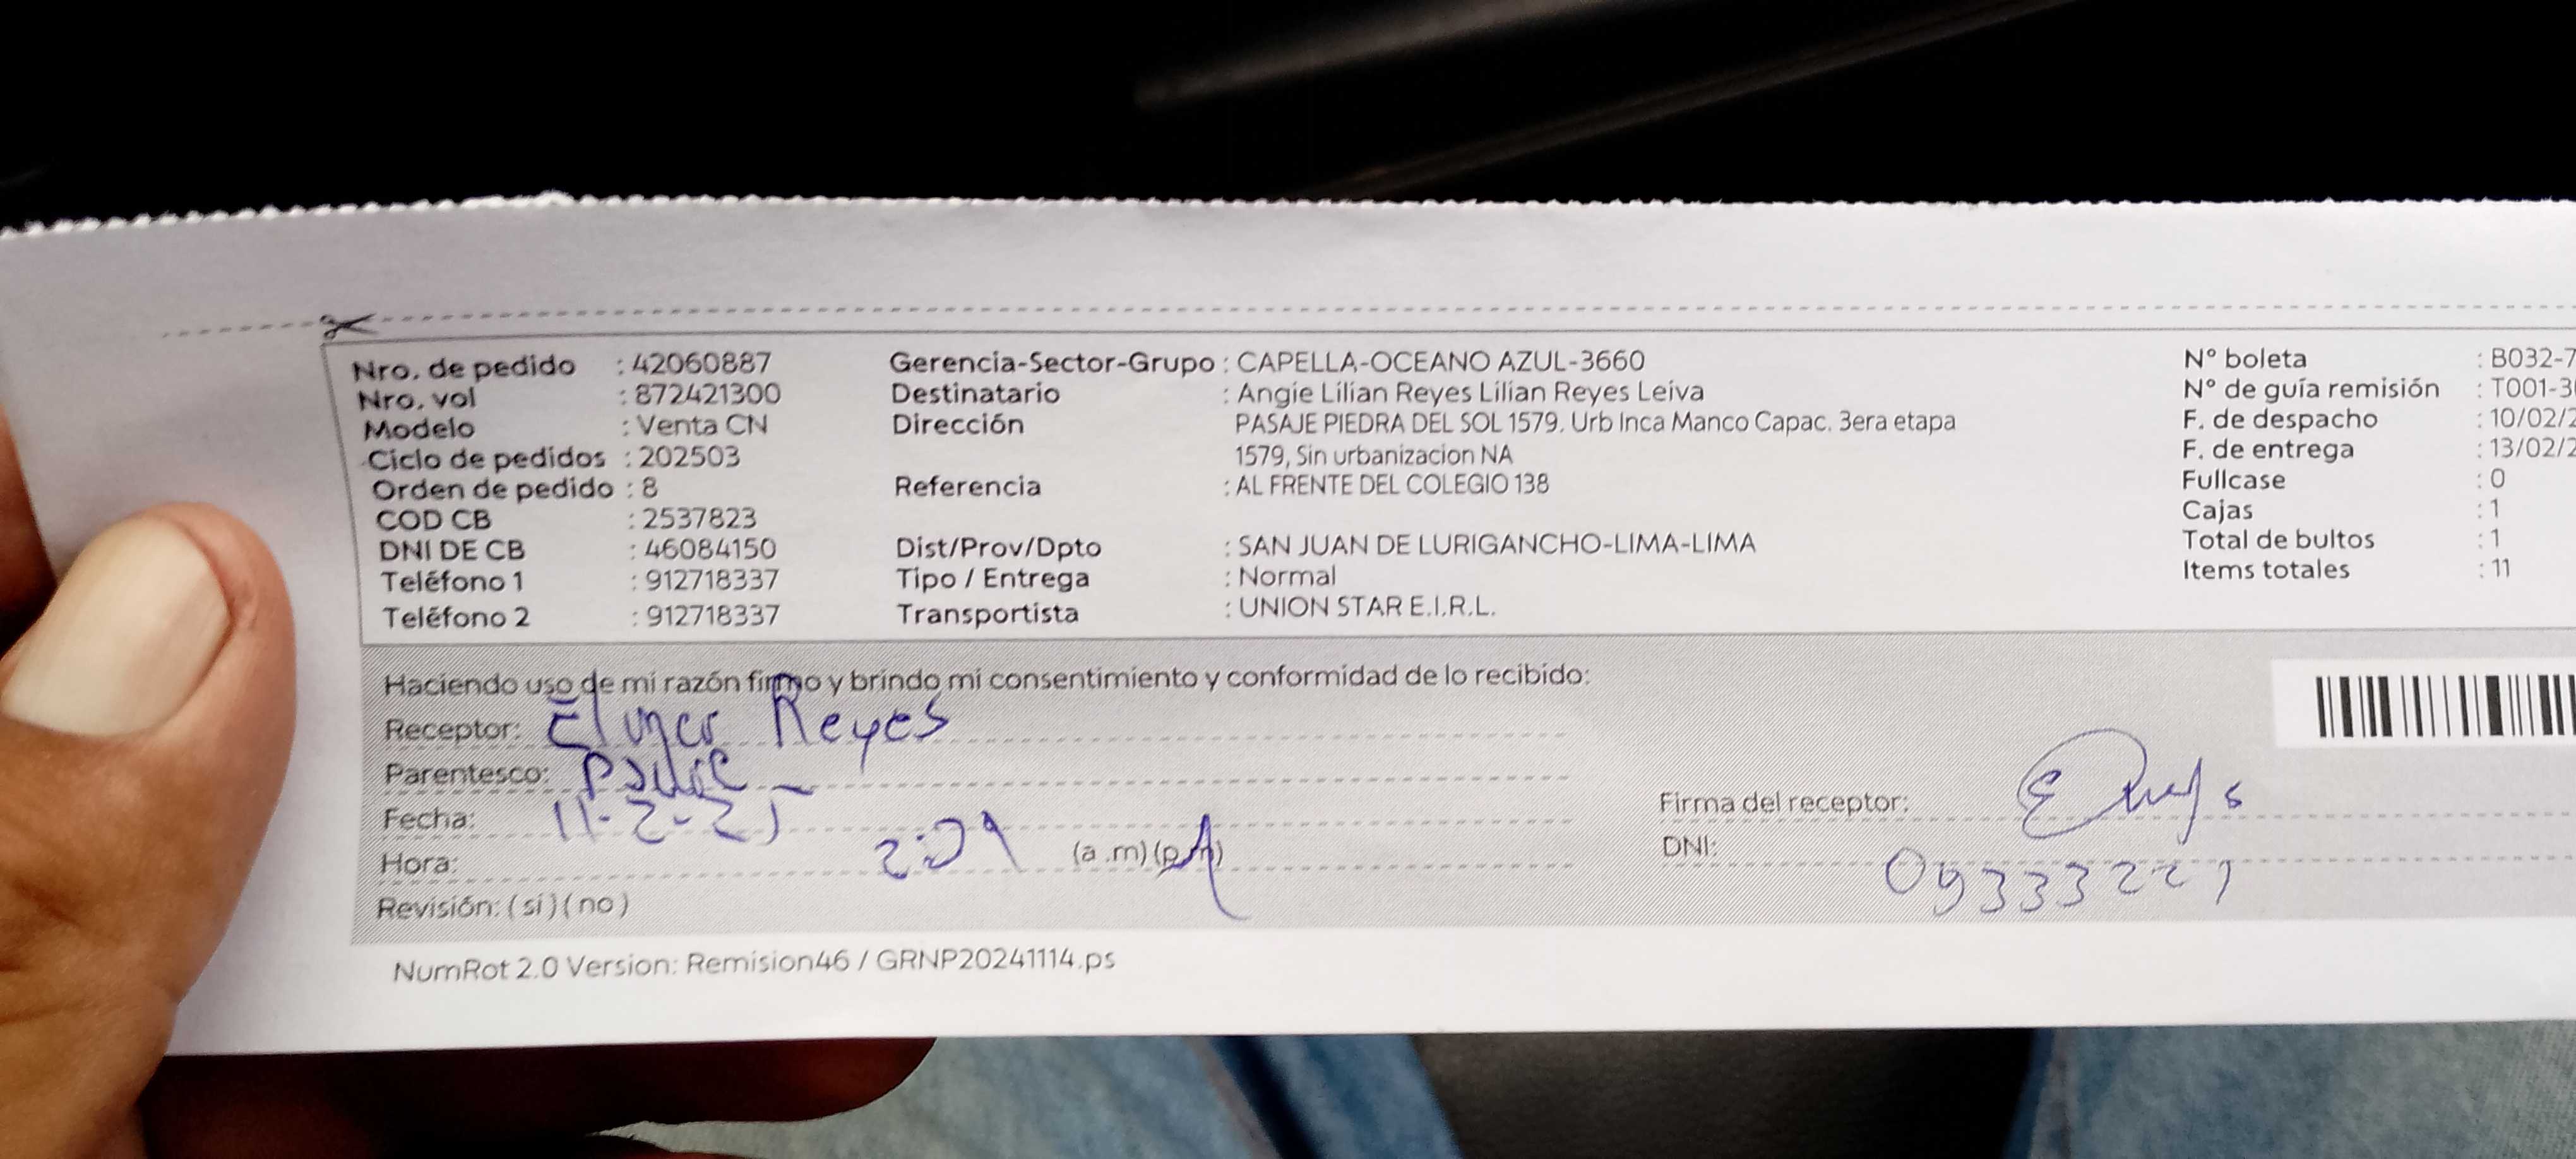 Nro. de pedido : 42060887
Nro. vol : 872421300
Modelo : Venta CN
Ciclo de pedidos : 202503
Orden de pedido : 8
COD CB : 2537823
DNI DE CB : 46084150
Teléfono 1 : 912718337
Teléfono 2 : 912718337
Gerencia-Sector-Grupo : CAPELLA-OCEANO AZUL-3660
Destinatario : Angie Lilian Reyes Lilian Reyes Leiva
Dirección PASAJE PIEDRA DEL SOL 1579. Urb Inca Manco Capac. 3era etapa
1579, Sin urbanizacion NA
Referencia : AL FRENTE DEL COLEGIO 138
Dist/Prov/Dpto : SAN JUAN DE LURIGANCHO-LIMA-LIMA
Tipo / Entrega : Normal
Transportista : UNION STAR E.I.R.L.
N° boleta : B032-7
N° de guía remisión : T001-3
F. de despacho : 10/02/2
F. de entrega : 13/02/2
Fullcase : 0
Cajas : 1
Total de bultos : 1
Items totales : 11
Haciendo uso de mi razón firmo y brindo mi consentimiento y conformidad de lo recibido:
Receptor: Elmer Reyes
Parentesco: Padre
Fecha: 11-2-25
Hora: (a .m) (p.m)
Revisión: ( si ) ( no )
Firma del receptor:
DNI:
NumRot 2.0 Version: Remision46 / GRNP20241114.ps